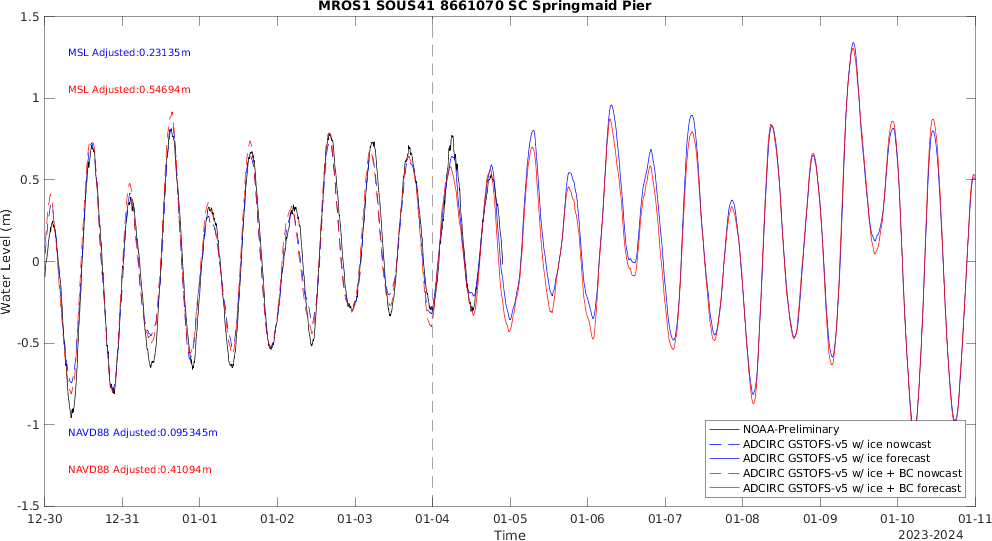 MROS1 SOUS41 8661070 SC Springmaid Pier
MSL Adjusted:0.23135m
MSL Adjusted:0.54694m
NAVD88 Adjusted:0.095345m
NAVD88 Adjusted:0.41094m
Water Level (m)
1.5
1
0.5
0
-0.5
-1
-1.5
NOAA-Preliminary
ADCIRC GSTOFS-v5 w/ ice nowcast
ADCIRC GSTOFS-v5 w/ ice forecast
ADCIRC GSTOFS-v5 w/ ice + BC nowcast
ADCIRC GSTOFS-v5 w/ ice + BC forecast
12-30 12-31 01-01 01-02 01-03 01-04 01-05 01-06 01-07 01-08 01-09 01-10 01-11
Time
2023-2024